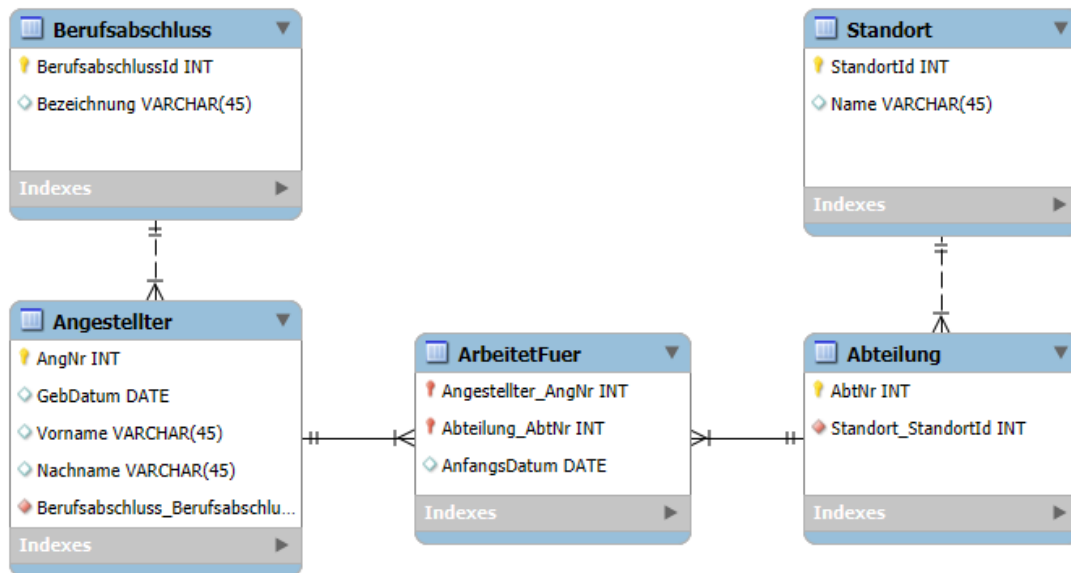 Berufsabschluss
BerufsabschlussId INT
Bezeichnung VARCHAR(45)
Indexes
Standort
StandortId INT
Name VARCHAR(45)
Indexes
Angestellter
AngNr INT
GebDatum DATE
Vorname VARCHAR(45)
Nachname VARCHAR(45)
Berufsabschluss_Berufsabschlu...
Indexes
ArbeitetFuer
Angestellter_AngNr INT
Abteilung_AbtNr INT
AnfangsDatum DATE
Indexes
Abteilung
AbtNr INT
Standort_StandortId INT
Indexes